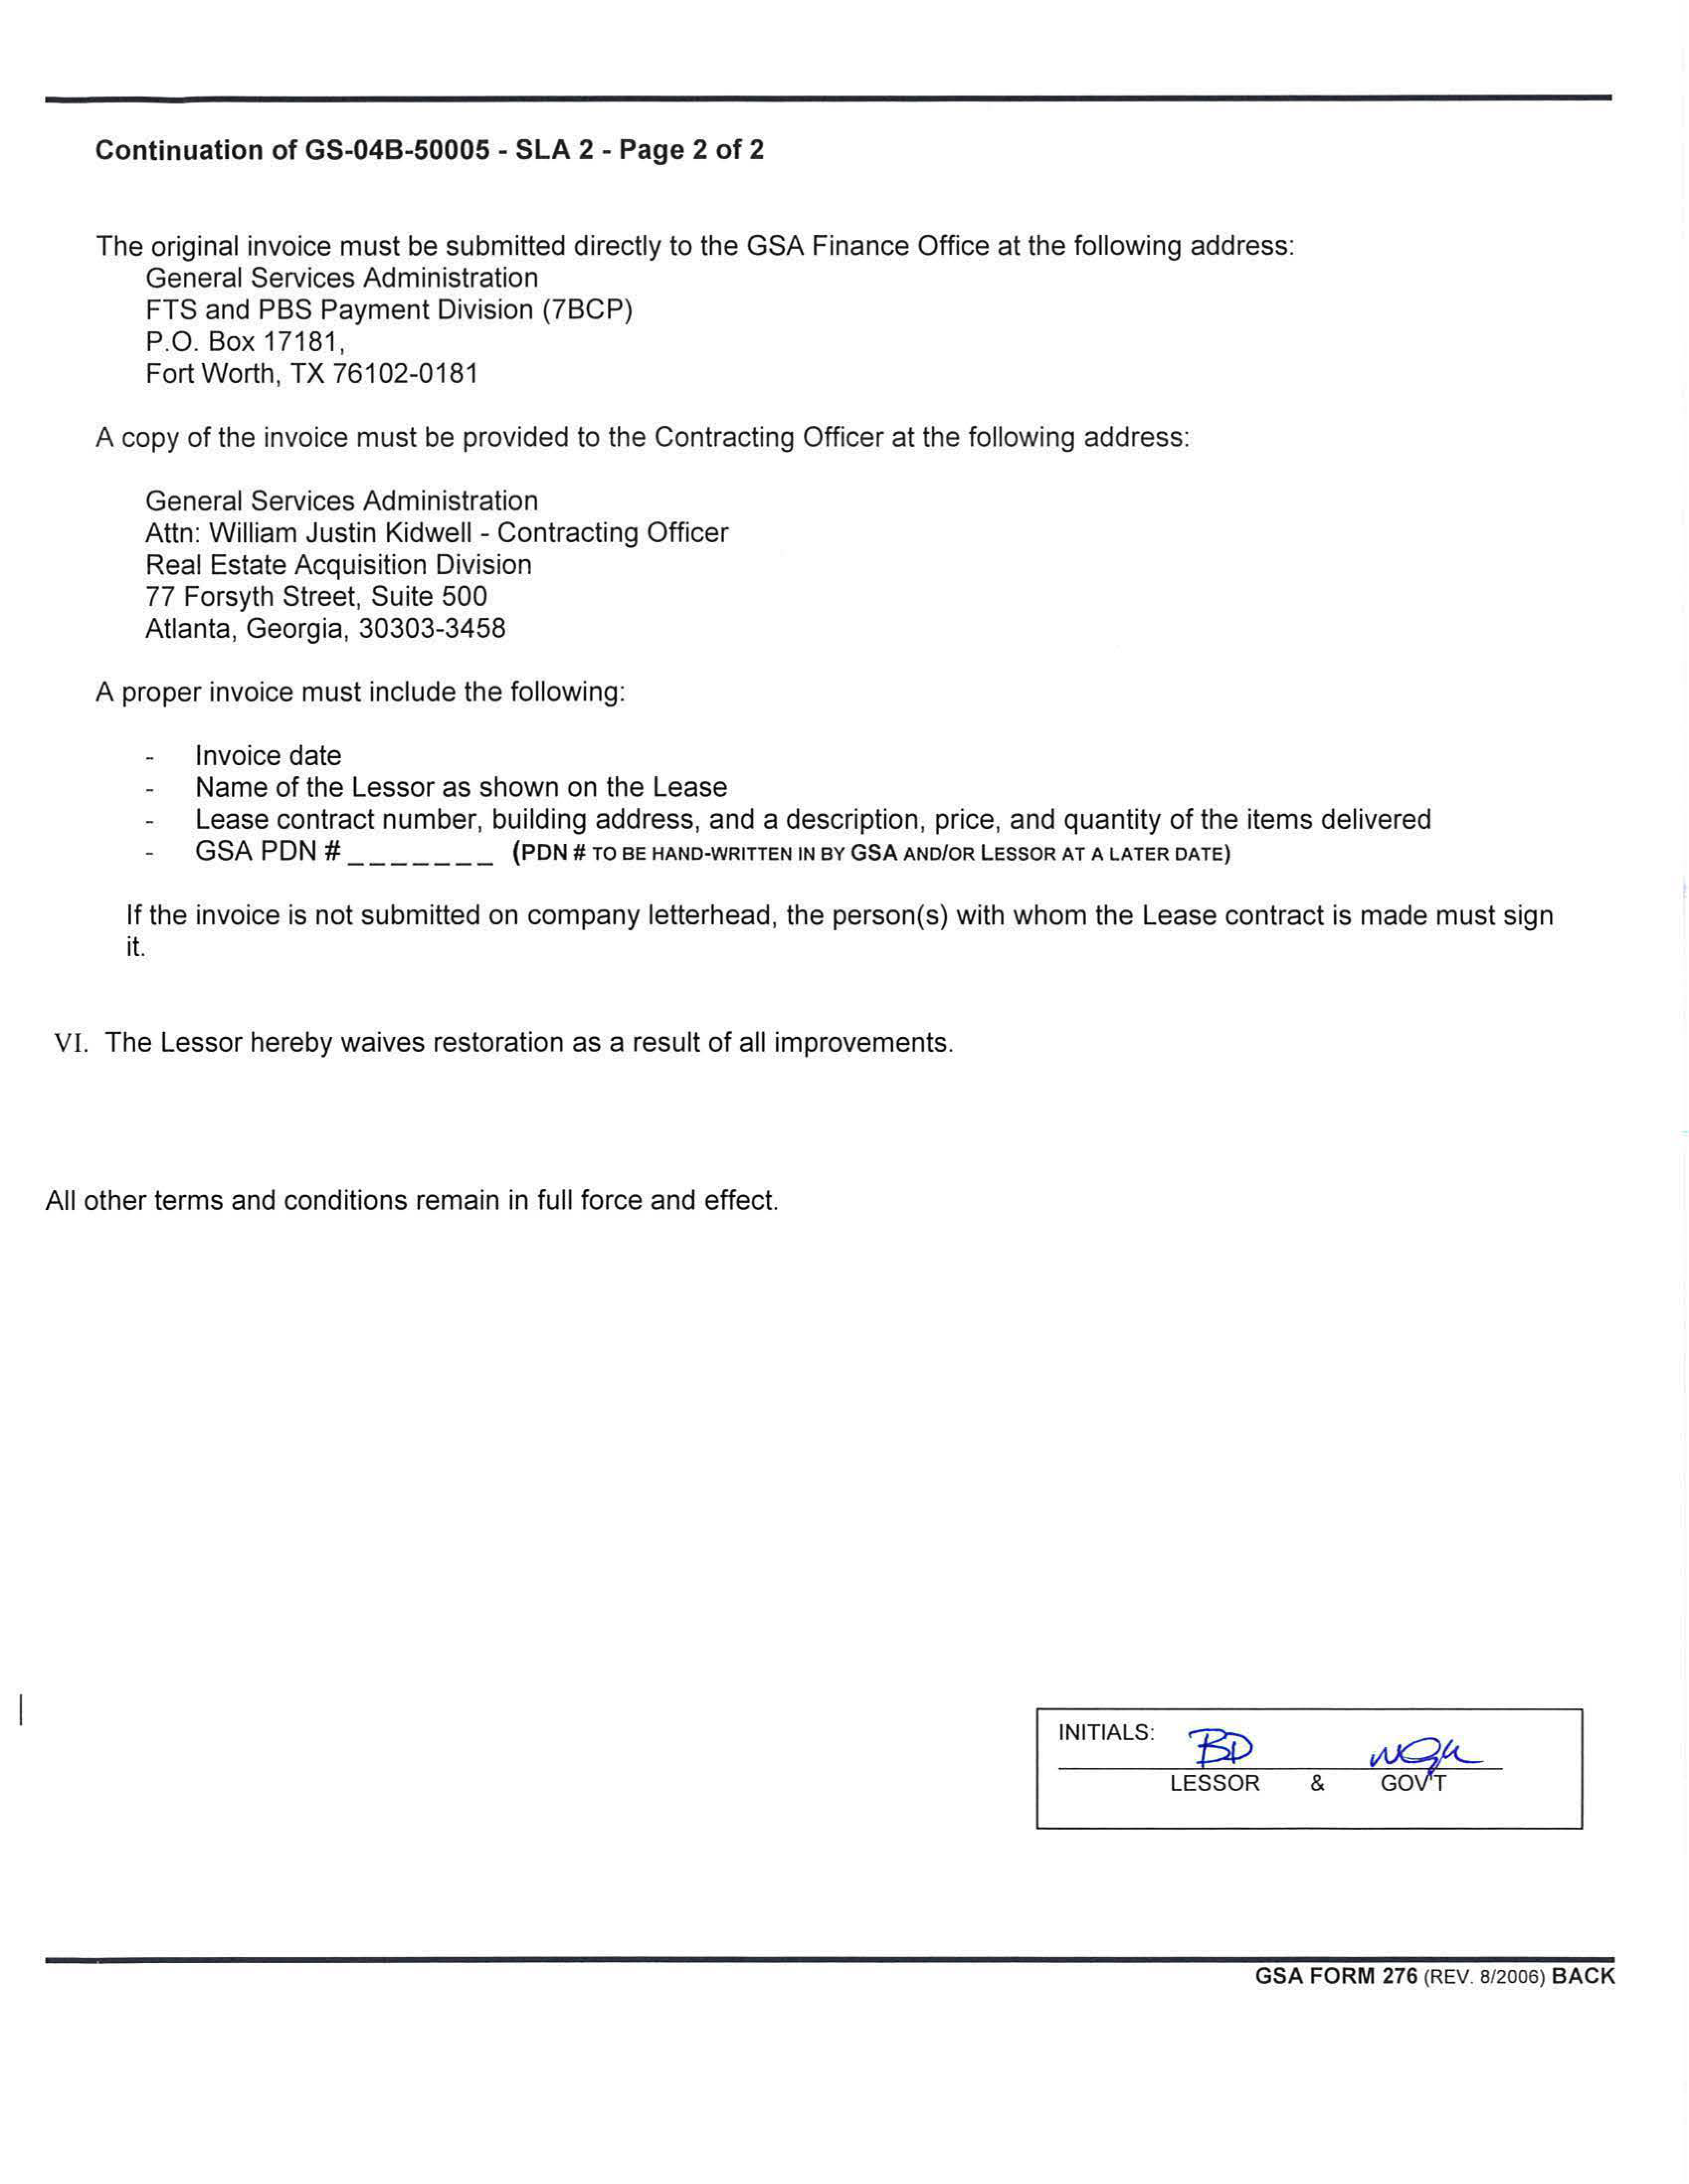 Continuation of GS-04B-50005 - SLA 2 - Page 2 of 2
The original invoice must be submitted directly to the GSA Finance Office at the following address:
General Services Administration
FTS and PBS Payment Division (7BCP)
P.O. Box 17181,
Fort Worth, TX 76102-0181
A copy of the invoice must be provided to the Contracting Officer at the following address:
General Services Administration
Attn: William Justin Kidwell - Contracting Officer
Real Estate Acquisition Division
77 Forsyth Street, Suite 500
Atlanta, Georgia, 30303-3458
A proper invoice must include the following:
- Invoice date
- Name of the Lessor as shown on the Lease
- Lease contract number, building address, and a description, price, and quantity of the items delivered
- GSA PDN # _______ (PDN # TO BE HAND-WRITTEN IN BY GSA AND/OR LESSOR AT A LATER DATE)
If the invoice is not submitted on company letterhead, the person(s) with whom the Lease contract is made must sign
it.
VI. The Lessor hereby waives restoration as a result of all improvements.
All other terms and conditions remain in full force and effect.
INITIALS: BD
LESSOR & GOV'T
GSA FORM 276 (REV. 8/2006) BACK